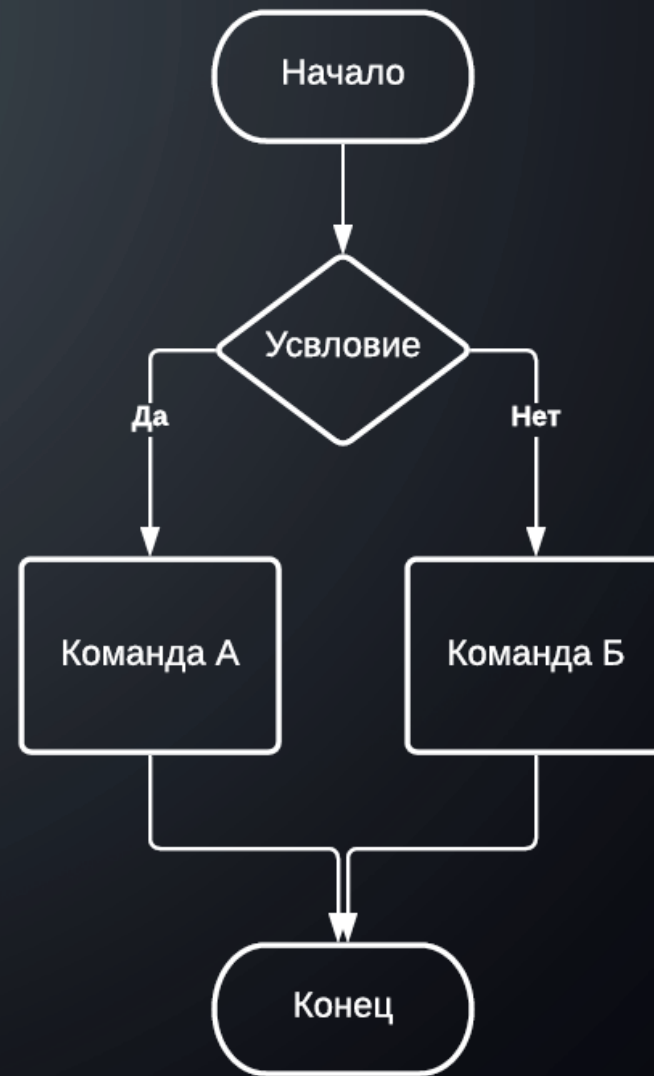 Начало
Усвловие
Да
Нет
Команда А
Команда Б
Конец